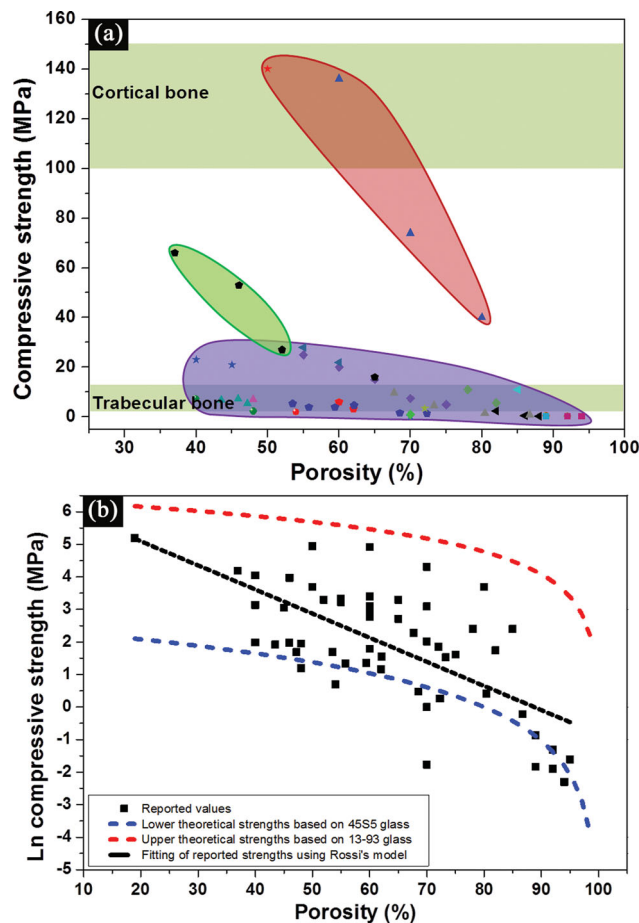 (a)
Compressive strength (MPa)
140
120
100
80
60
40
20
0
Cortical bone
Trabecular bone
30 40 50 60 70 80 90 100
Porosity (%)
(b)
Ln compressive strength (MPa)
6
5
4
3
2
1
0
-1
-2
-3
-4
-5
Reported values
Lower theoretical strengths based on 45S5 glass
Upper theoretical strengths based on 13-93 glass
Fitting of reported strengths using Rossi's model
10 20 30 40 50 60 70 80 90 100
Porosity (%)